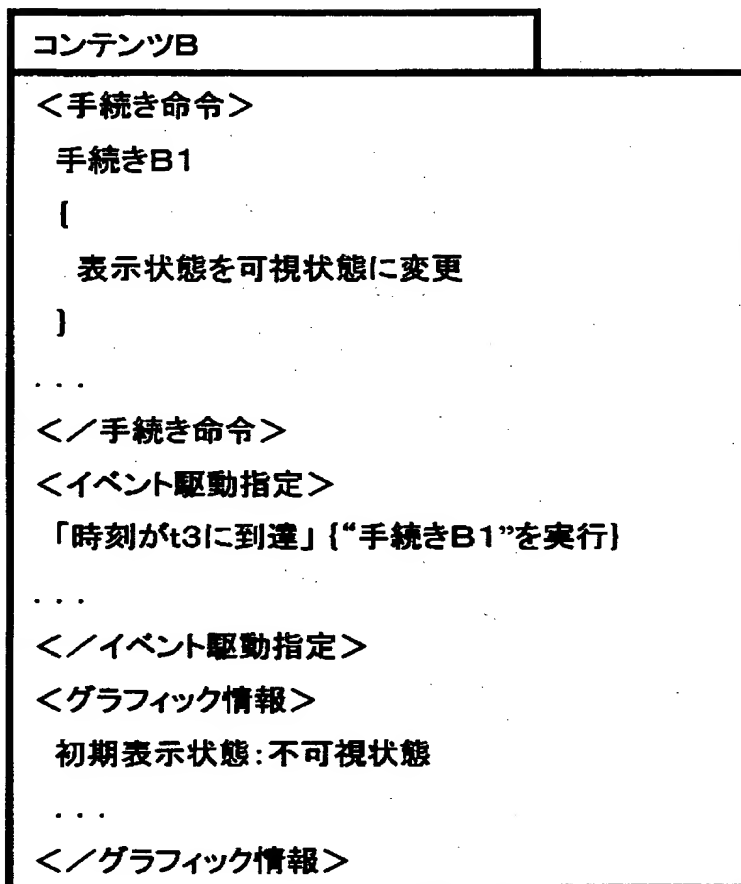 コンテンツB
＜手続き命令＞
手続きB1
{
表示状態を可視状態に変更
}
...
＜／手続き命令＞
＜イベント駆動指定＞
「時刻がt3に到達」 {“手続きB1”を実行}
...
＜／イベント駆動指定＞
＜グラフィック情報＞
初期表示状態:不可視状態
...
＜／グラフィック情報＞